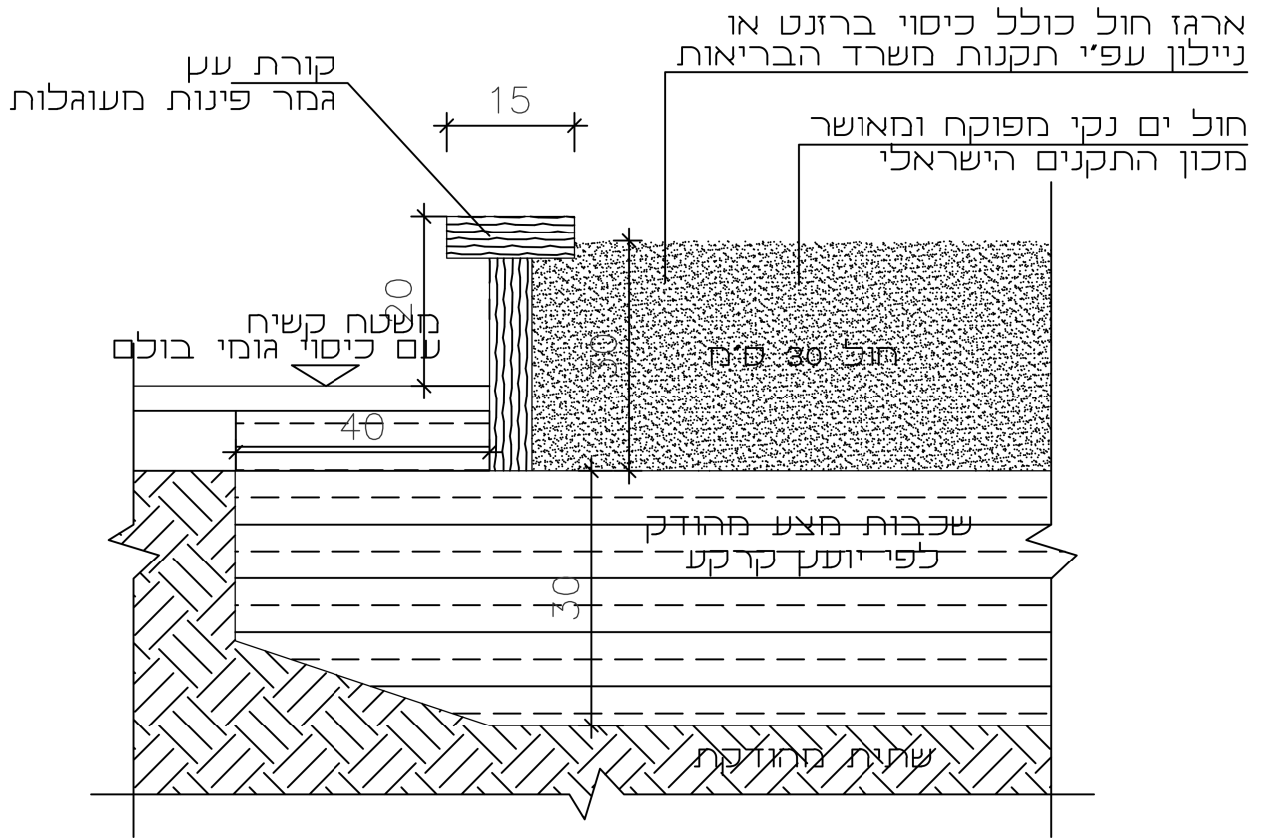 ארגז חול כולל כיסוי ברזנט או
ניילון עפ"י תקנות משרד הבריאות
חול ים נקי מפוקח ומאושר
מכון התקנים הישראלי
קורת עץ
גמר פינות מעוגלות
15
20
משטח קשיח
עם כיסוי גומי בולם
30
חול 30 ס"מ
40
שכבות מצע מהודק
לפי יועץ קרקע
30
שתית מהודקת